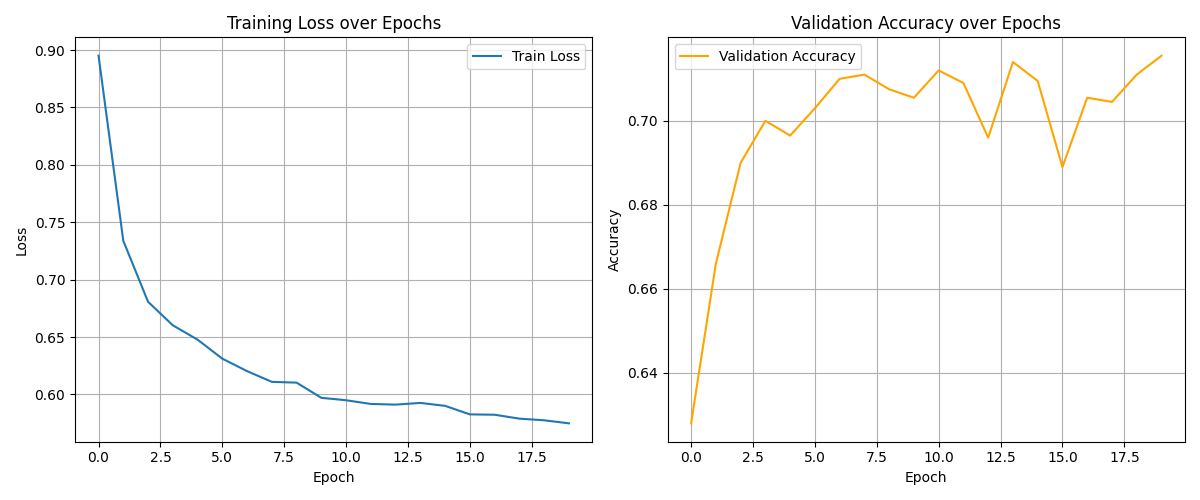 Training Loss over Epochs
Train Loss
0.90
0.85
0.80
0.75
0.70
0.65
0.60
Loss
0.0 2.5 5.0 7.5 10.0 12.5 15.0 17.5
Epoch
Validation Accuracy over Epochs
Validation Accuracy
0.70
0.68
0.66
0.64
Accuracy
0.0 2.5 5.0 7.5 10.0 12.5 15.0 17.5
Epoch